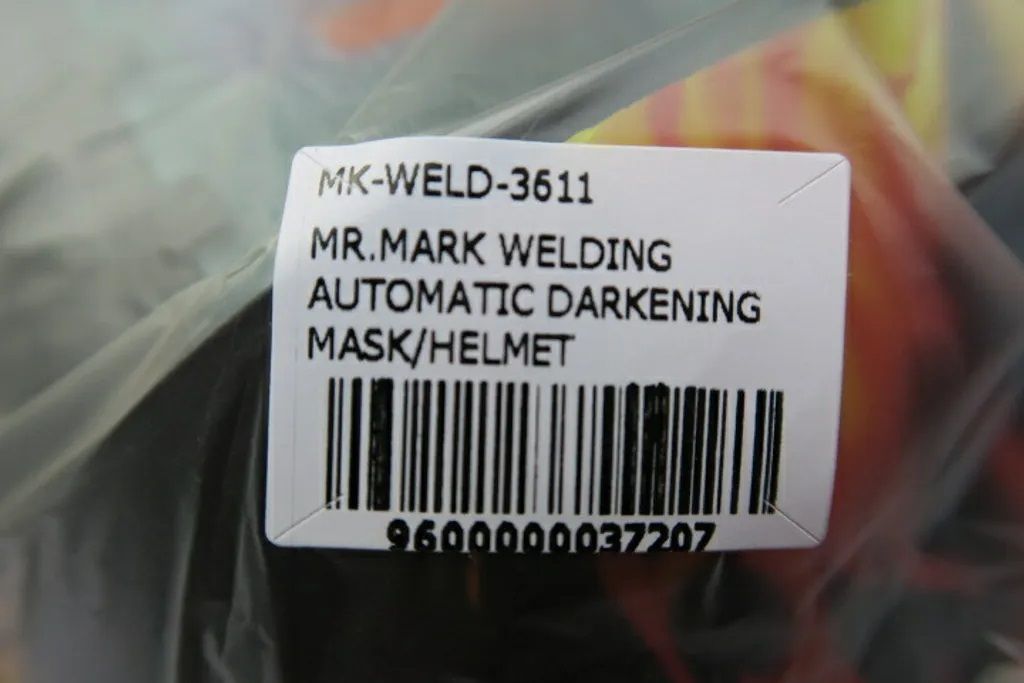 MK-WELD-3611
MR.MARK WELDING
AUTOMATIC DARKENING
MASK/HELMET
9600000037207